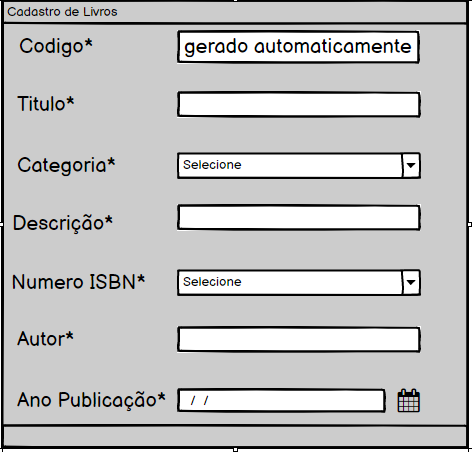 Cadastro de Livros
Codigo* gerado automaticamente
Titulo*
Categoria* Selecione
Descrição*
Numero ISBN* Selecione
Autor*
Ano Publicação* / /